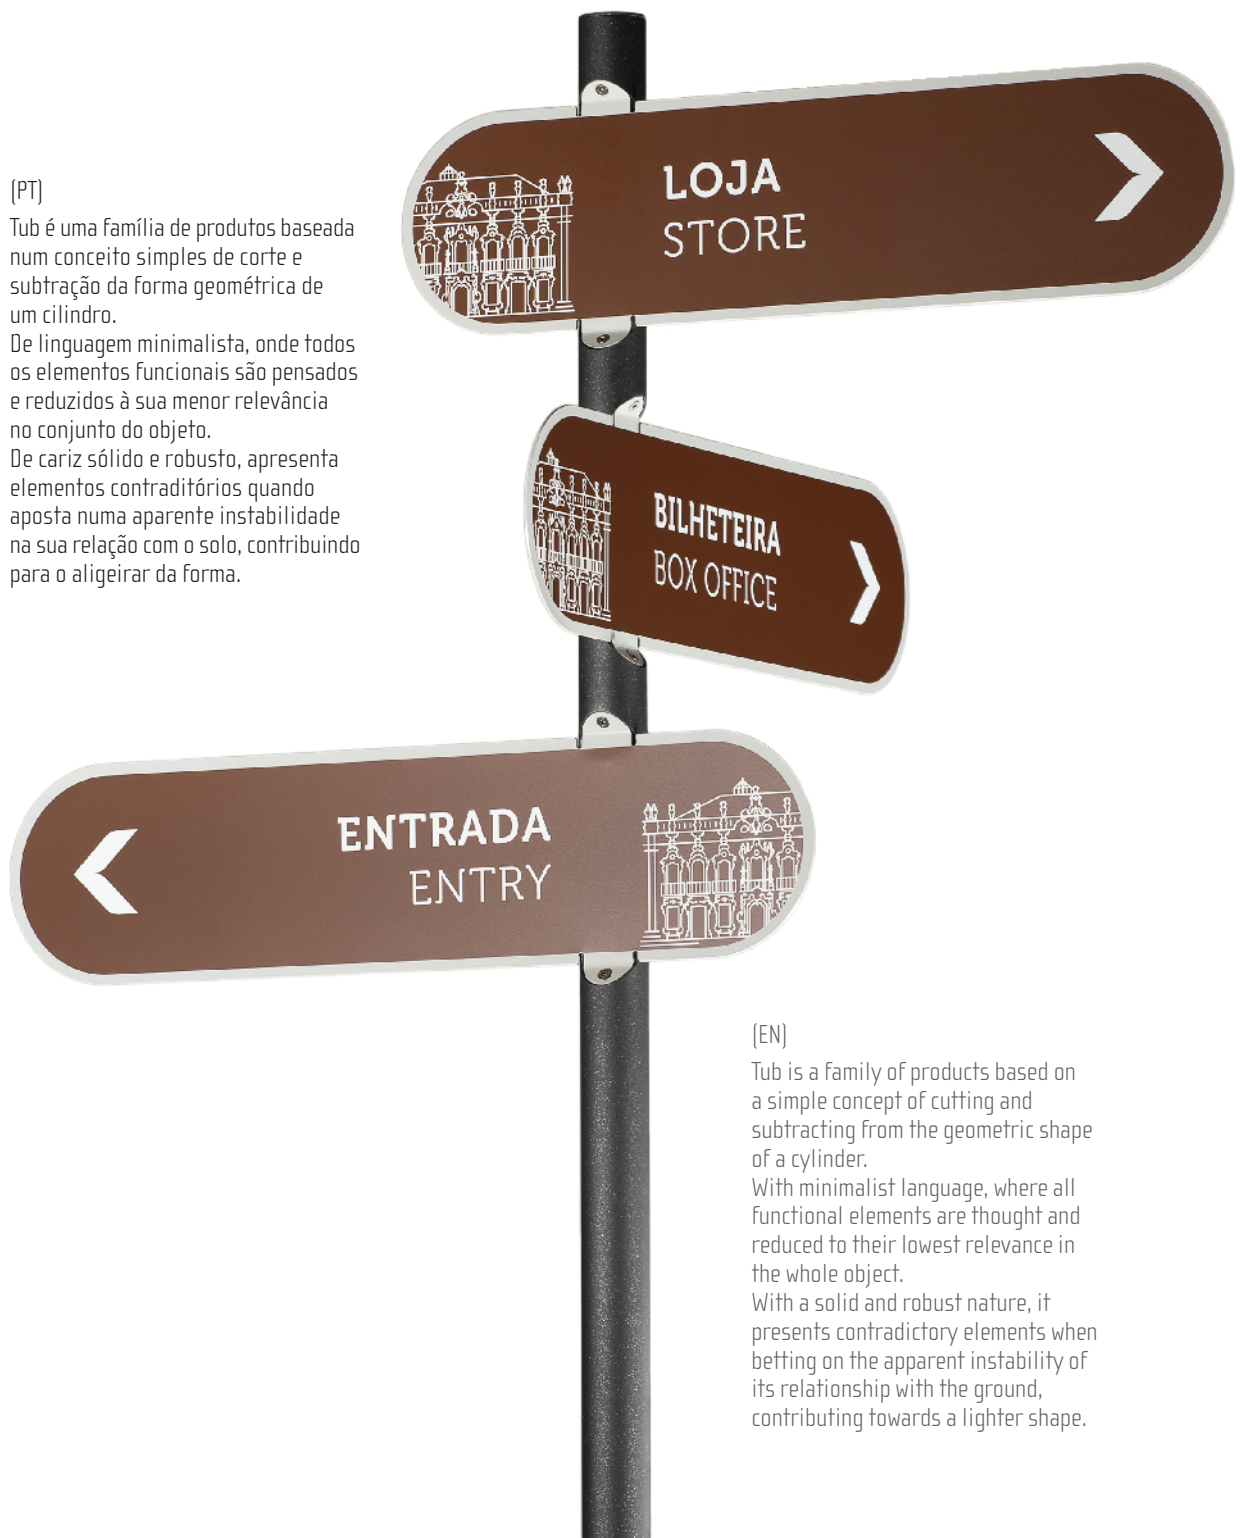 LOJA
STORE
(PT)
Tub é uma família de produtos baseada
num conceito simples de corte e
subtração da forma geométrica de
um cilindro.
De linguagem minimalista, onde todos
os elementos funcionais são pensados
e reduzidos à sua menor relevância
no conjunto do objeto.
De cariz sólido e robusto, apresenta
elementos contraditórios quando
aposta numa aparente instabilidade
na sua relação com o solo, contribuindo
para o aligeirar da forma.
BILHETEIRA
BOX OFFICE
ENTRADA
ENTRY
(EN)
Tub is a family of products based on
a simple concept of cutting and
subtracting from the geometric shape
of a cylinder.
With minimalist language, where all
functional elements are thought and
reduced to their lowest relevance in
the whole object.
With a solid and robust nature, it
presents contradictory elements when
betting on the apparent instability of
its relationship with the ground,
contributing towards a lighter shape.